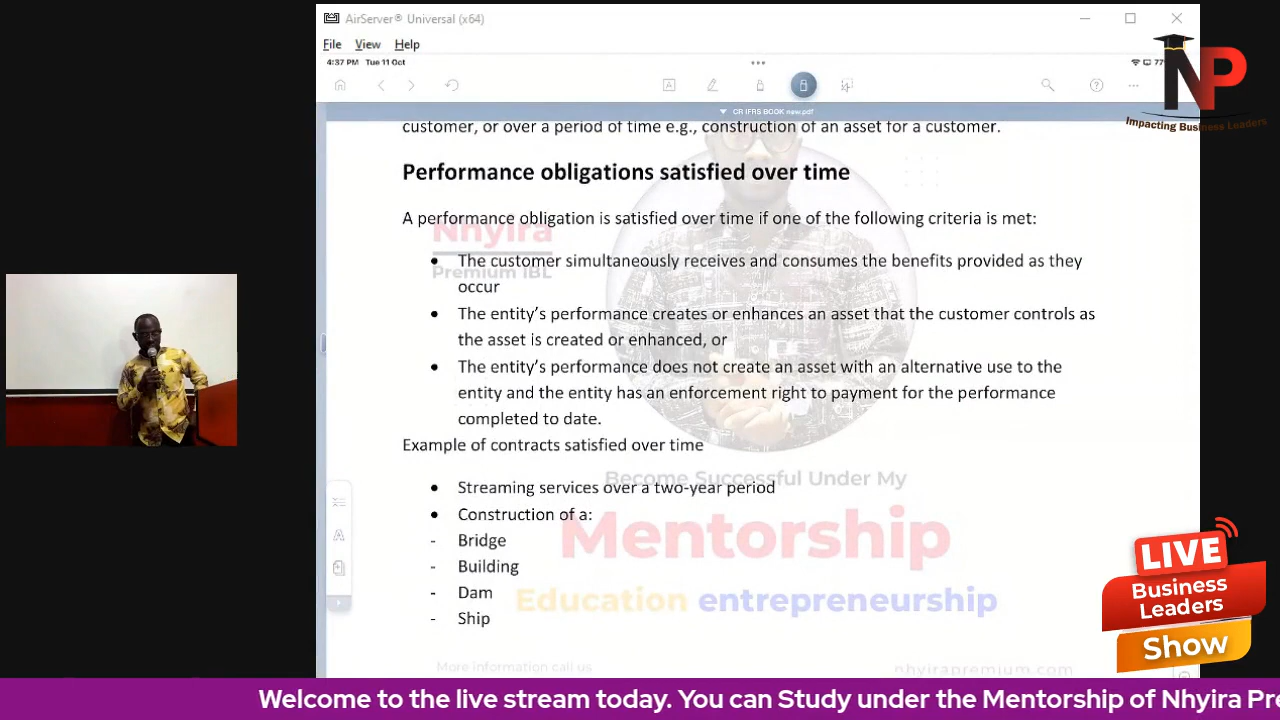 AirServer® Universal (x64)
File View Help
4:37 PM Tue 11 Oct
77%
CR IFRS BOOK new.pdf
customer, or over a period of time e.g., construction of an asset for a customer.
Performance obligations satisfied over time
A performance obligation is satisfied over time if one of the following criteria is met:
Nhyira
Premium IBL
• The customer simultaneously receives and consumes the benefits provided as they
occur
• The entity’s performance creates or enhances an asset that the customer controls as
the asset is created or enhanced, or
• The entity’s performance does not create an asset with an alternative use to the
entity and the entity has an enforcement right to payment for the performance
completed to date.
Example of contracts satisfied over time
Become Successful Under My
• Streaming services over a two-year period
• Construction of a:
Mentorship
- Bridge
- Building
- Dam
Education entrepreneurship
- Ship
More information call us
nhyirapremium.com
NP
Impacting Business Leaders
LIVE
Business
Leaders
Show
Welcome to the live stream today. You can Study under the Mentorship of Nhyira Pre